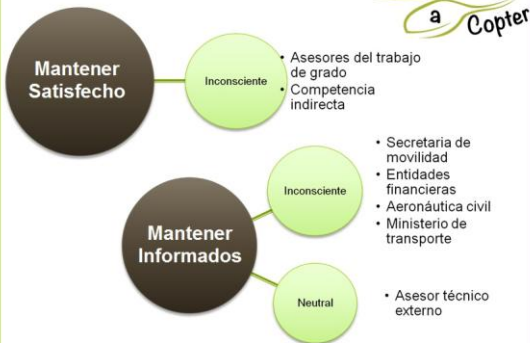 a
Copter
Mantener
Satisfecho
Inconsciente
• Asesores del trabajo
de grado
• Competencia
indirecta
Mantener
Informados
Inconsciente
• Secretaria de
movilidad
• Entidades
financieras
• Aeronáutica civil
• Ministerio de
transporte
Neutral
• Asesor técnico
externo